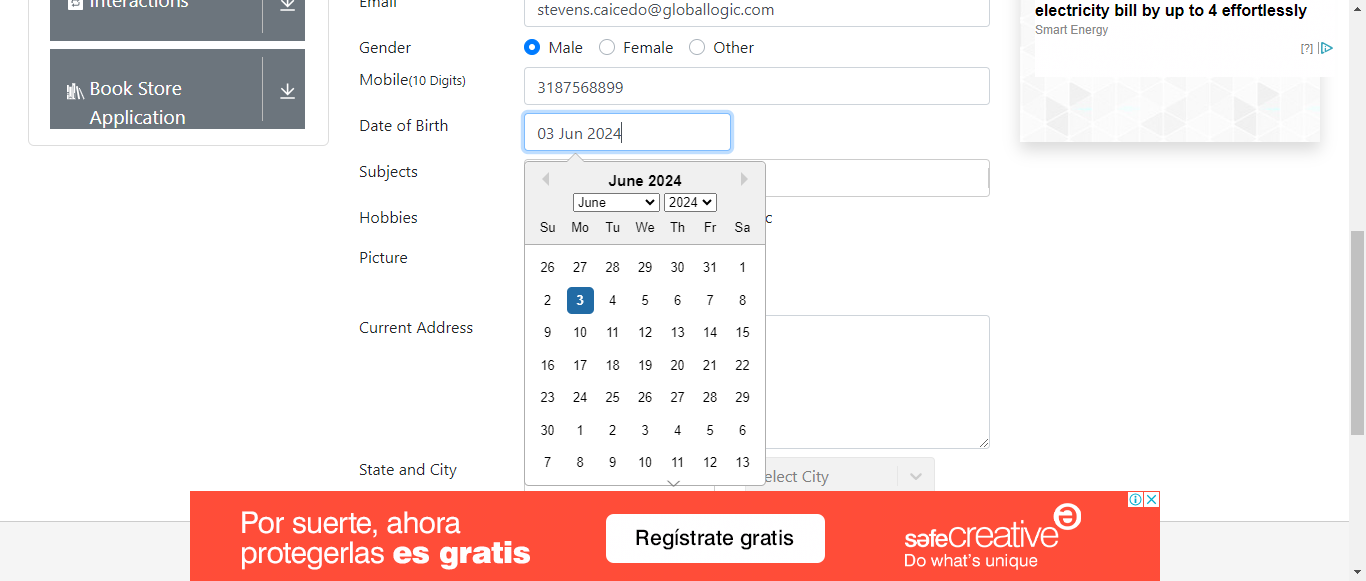 Interactions
Book Store
Application
Email
stevens.caicedo@globallogic.com
Gender
Male
Female
Other
Mobile(10 Digits)
3187568899
Date of Birth
03 Jun 2024
Subjects
Hobbies
c
Picture
Current Address
State and City
elect City
June 2024
June
2024
Su Mo Tu We Th Fr Sa
26 27 28 29 30 31 1
2 3 4 5 6 7 8
9 10 11 12 13 14 15
16 17 18 19 20 21 22
23 24 25 26 27 28 29
30 1 2 3 4 5 6
7 8 9 10 11 12 13
electricity bill by up to 4 effortlessly
Smart Energy
[?]
Por suerte, ahora
protegerlas es gratis
Regístrate gratis
safecreative
Do what's unique